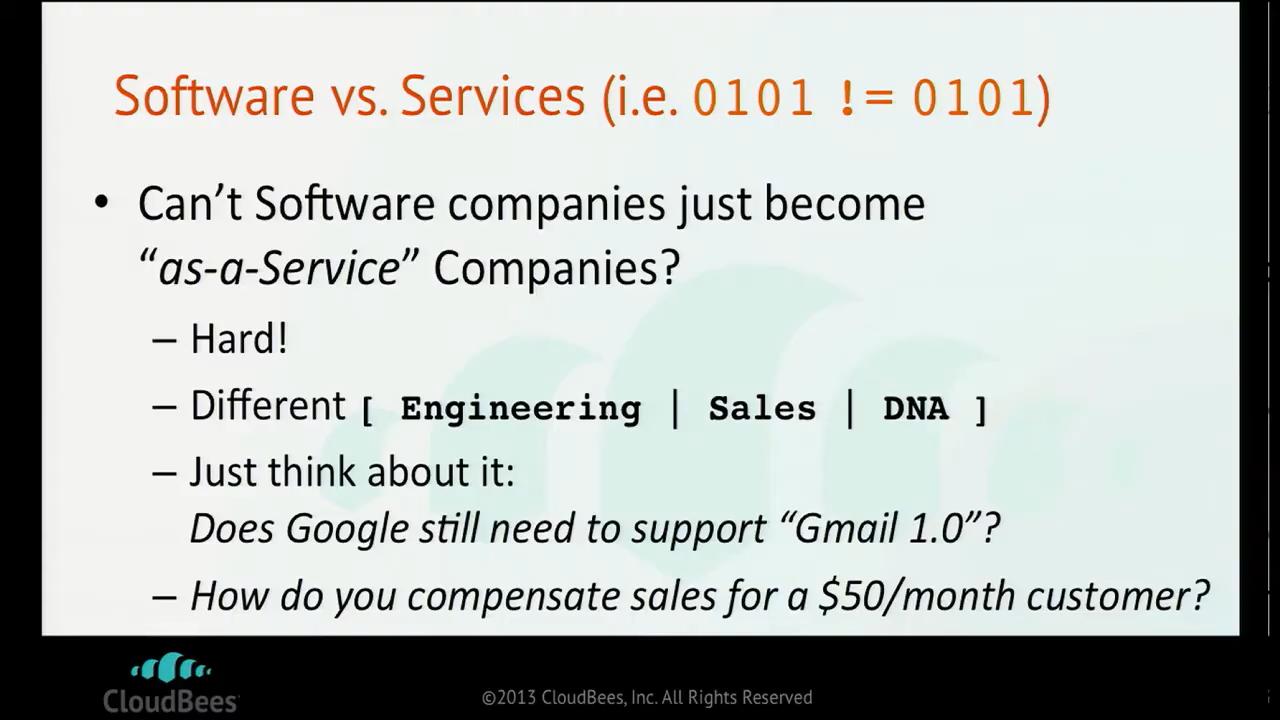 Software vs. Services (i.e. 0101 != 0101)
• Can’t Software companies just become
“as-a-Service” Companies?
– Hard!
– Different [ Engineering | Sales | DNA ]
– Just think about it:
Does Google still need to support “Gmail 1.0”?
– How do you compensate sales for a $50/month customer?
CloudBees
©2013 CloudBees, Inc. All Rights Reserved